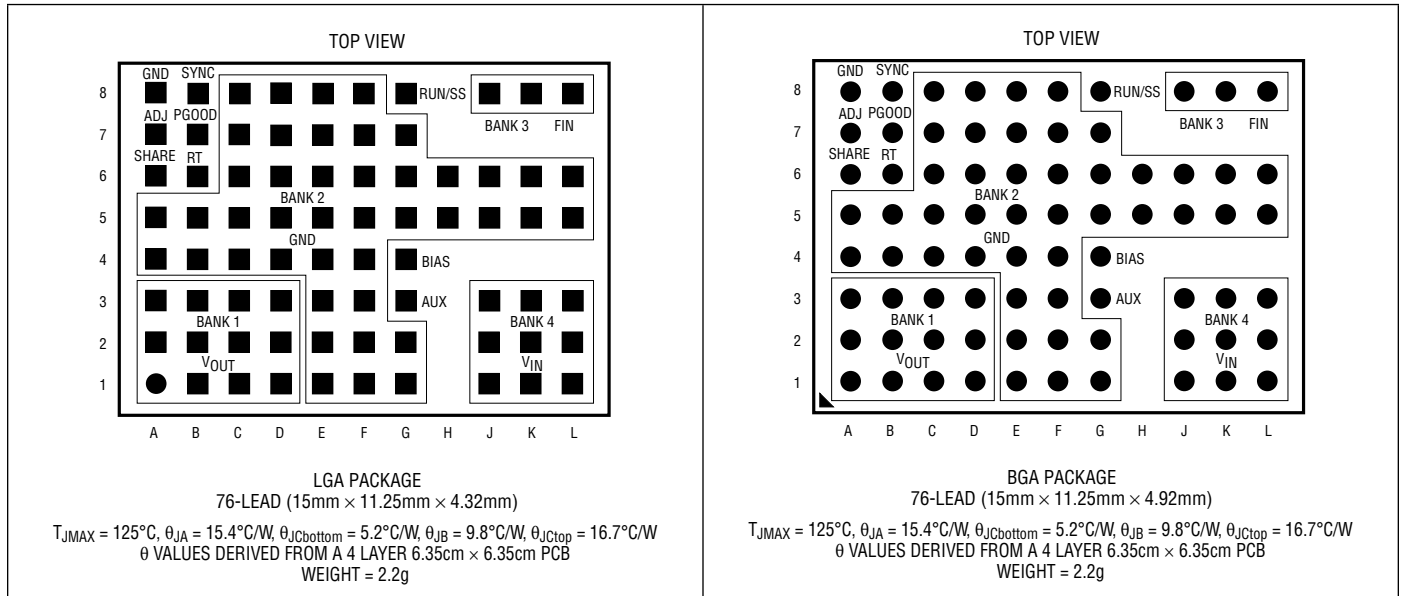 TOP VIEW
GND SYNC
8
RUN/SS
ADJ PGOOD
7
BANK 3 FIN
SHARE RT
6
BANK 2
5
GND
4
BIAS
3
AUX
BANK 1
BANK 4
2
VOUT
VIN
1
A B C D E F G H J K L
LGA PACKAGE
76-LEAD (15mm × 11.25mm × 4.32mm)
TJMAX = 125°C, θJA = 15.4°C/W, θJCbottom = 5.2°C/W, θJB = 9.8°C/W, θJCtop = 16.7°C/W
θ VALUES DERIVED FROM A 4 LAYER 6.35cm × 6.35cm PCB
WEIGHT = 2.2g
TOP VIEW
GND SYNC
8
RUN/SS
ADJ PGOOD
7
BANK 3 FIN
SHARE RT
6
BANK 2
5
GND
4
BIAS
3
AUX
BANK 1
BANK 4
2
VOUT
VIN
1
A B C D E F G H J K L
BGA PACKAGE
76-LEAD (15mm × 11.25mm × 4.92mm)
TJMAX = 125°C, θJA = 15.4°C/W, θJCbottom = 5.2°C/W, θJB = 9.8°C/W, θJCtop = 16.7°C/W
θ VALUES DERIVED FROM A 4 LAYER 6.35cm × 6.35cm PCB
WEIGHT = 2.2g